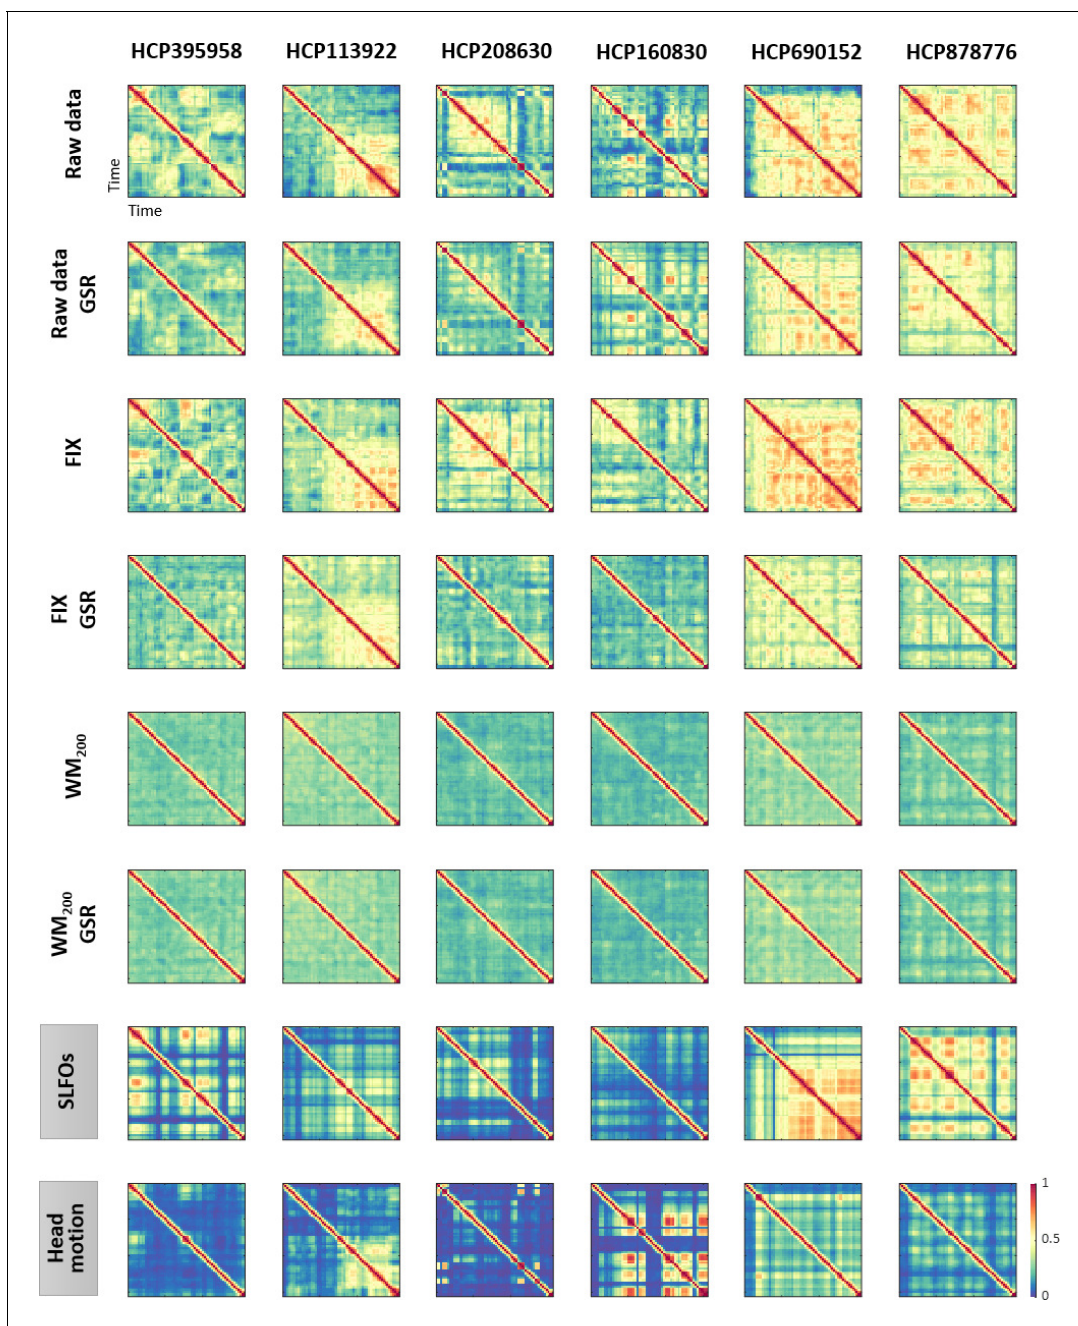 HCP395958 HCP113922 HCP208630 HCP160830 HCP690152 HCP878776
Raw data
Time
Time
Raw data
GSR
FIX
FIX
GSR
WM₂₀₀
WM₂₀₀
GSR
SLFOs
Head
motion
1
0.5
0